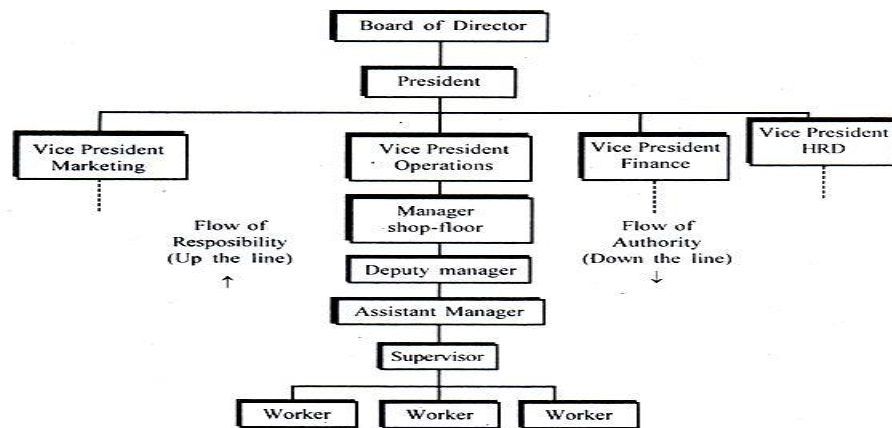 Board of Director
President
Vice President
Marketing
Vice President
Operations
Vice President
Finance
Vice President
HRD
Manager
shop-floor
Flow of
Resposibility
(Up the line)
↑
Flow of
Authority
(Down the line)
↓
Deputy manager
Assistant Manager
Supervisor
Worker
Worker
Worker